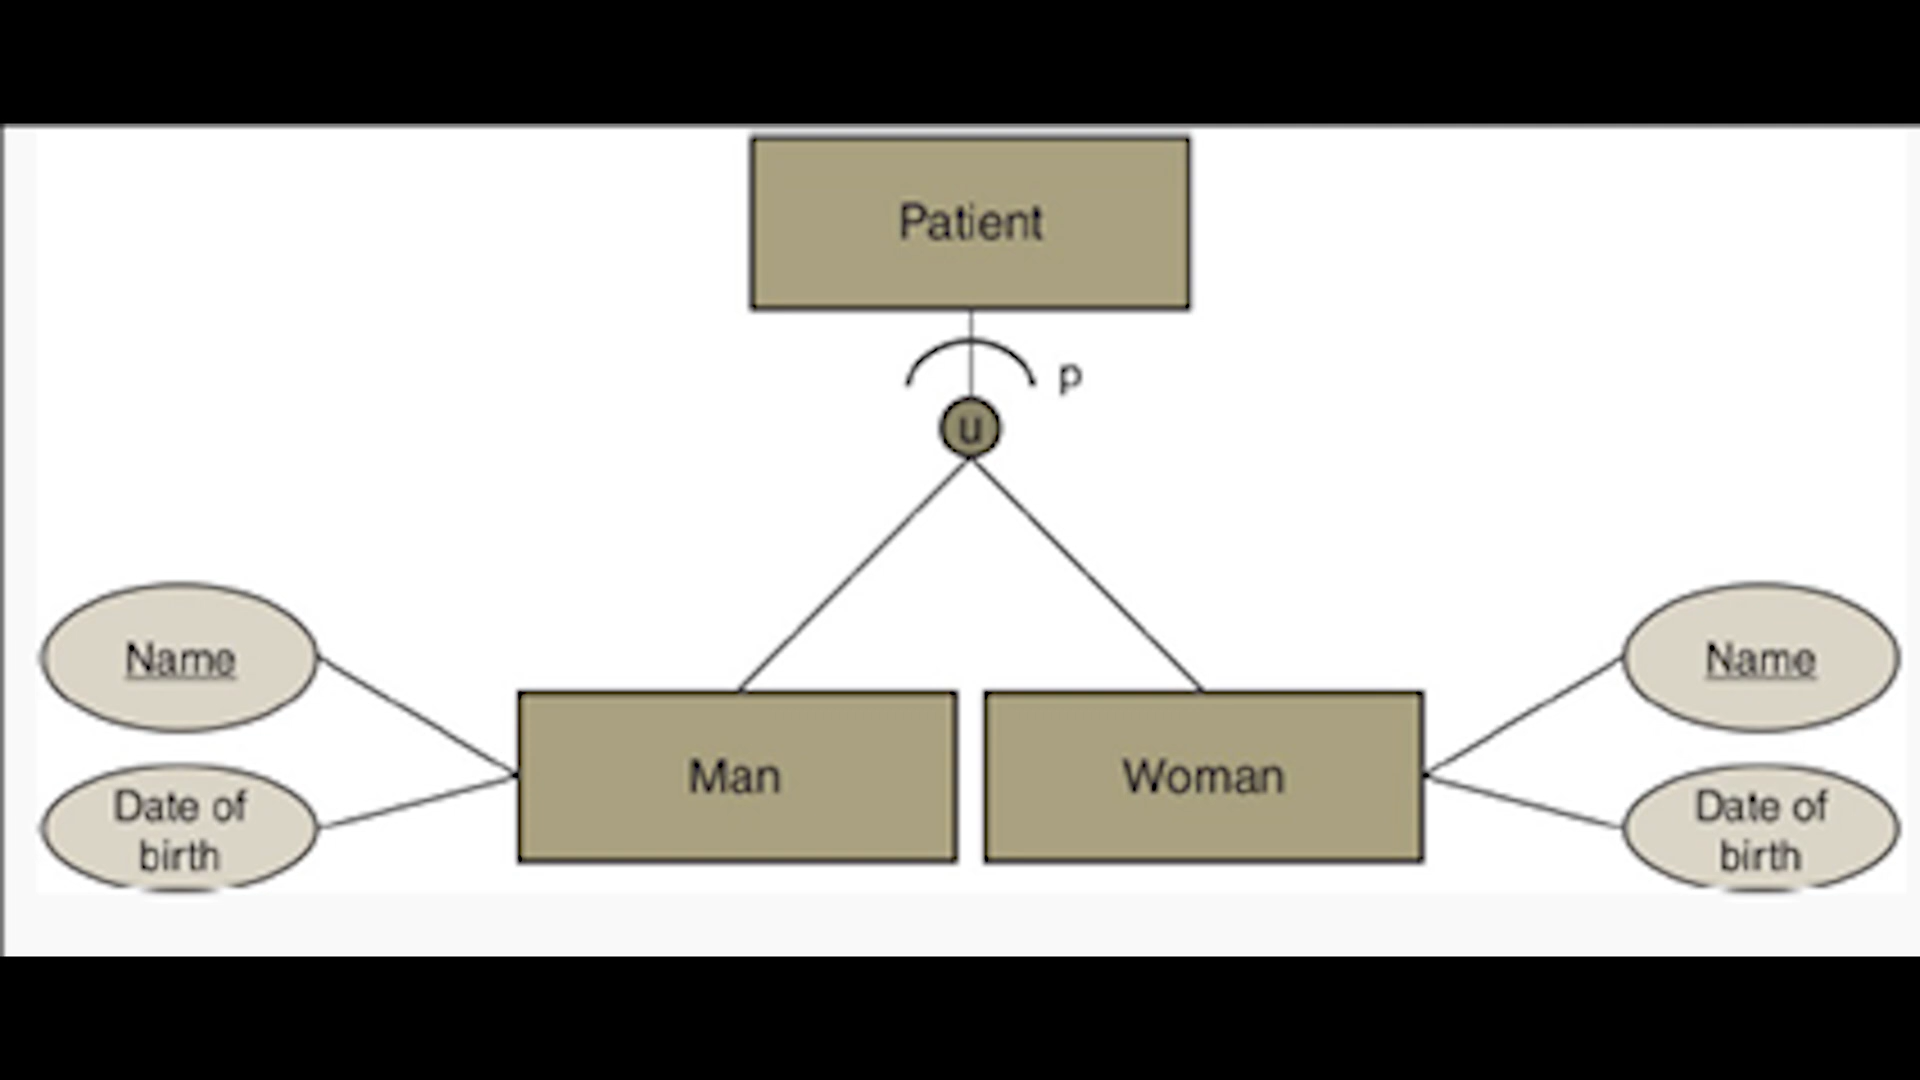 Patient
p
u
Name
Name
Man
Woman
Date of
birth
Date of
birth